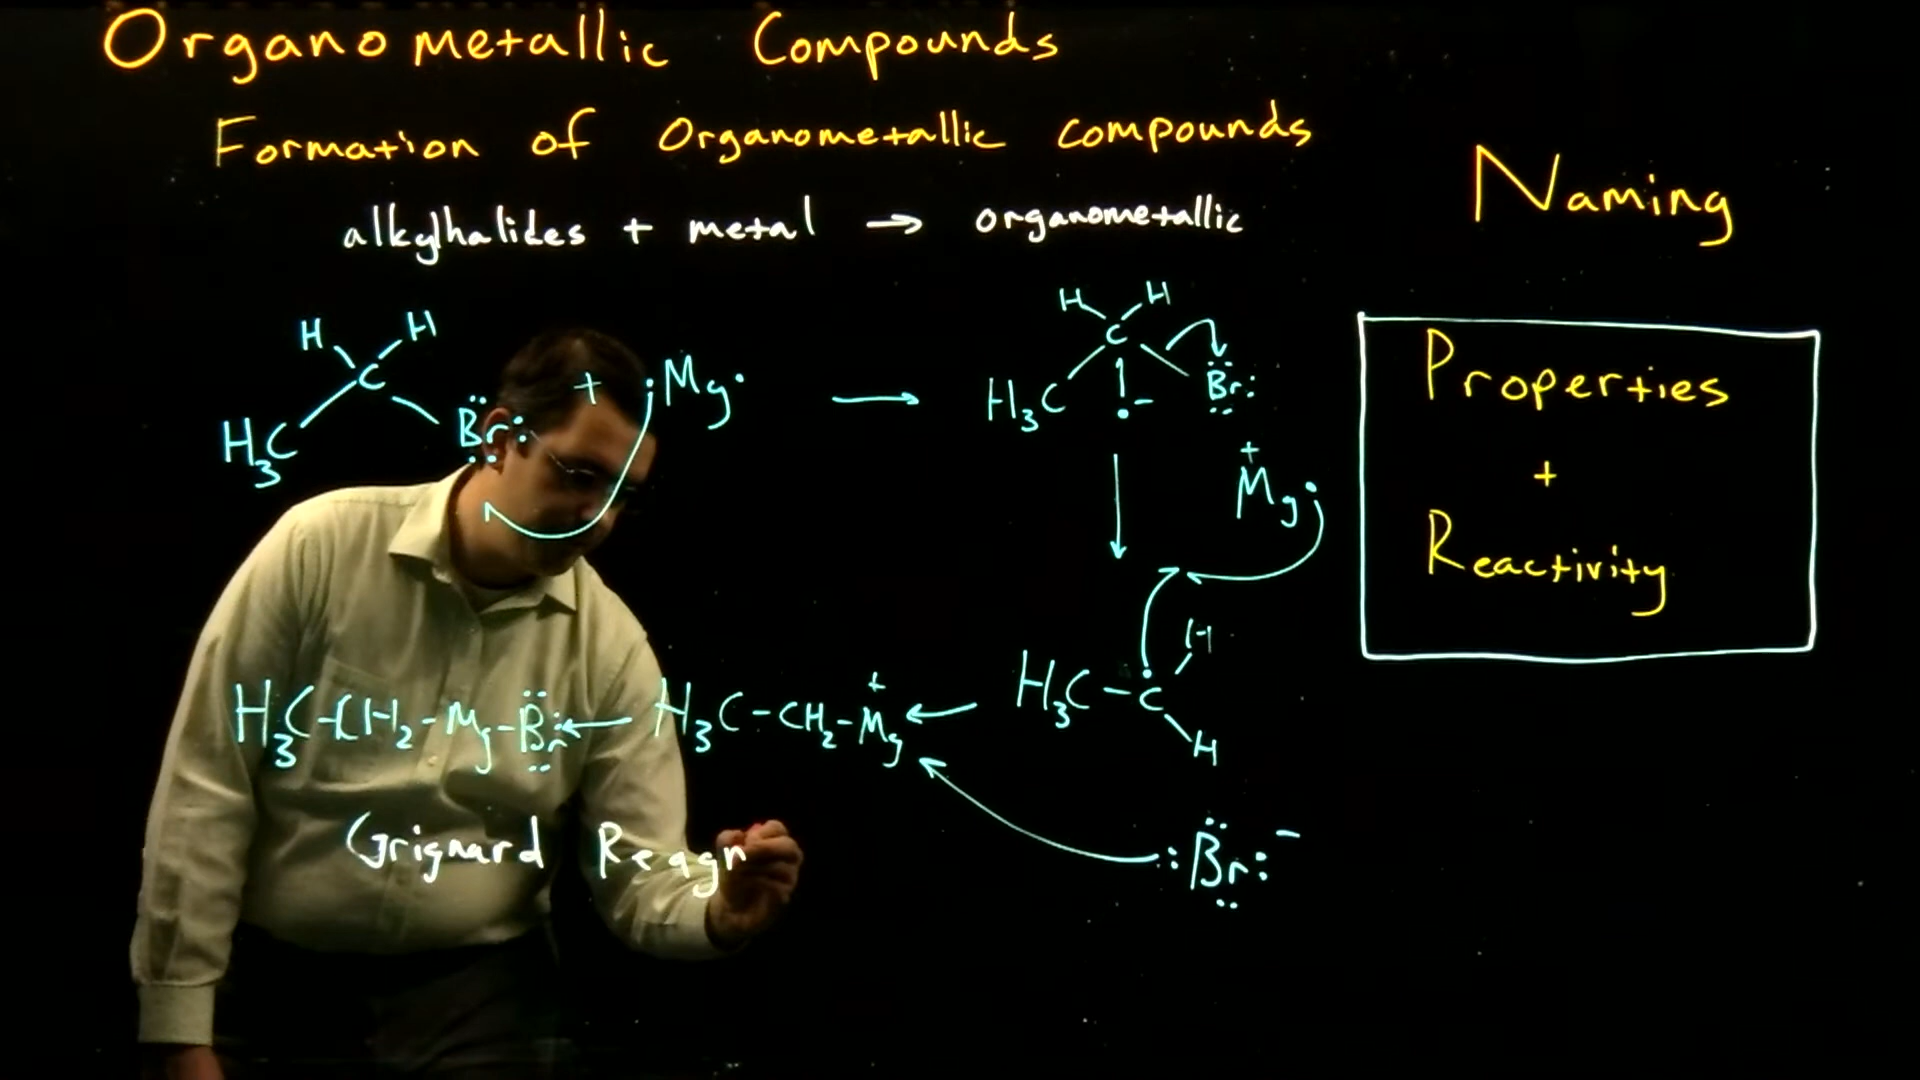 Organometallic Compounds
Formation of Organometallic compounds
Naming
alkylhalides + metal → organometallic
H H
C
H₃C Br + Mg →
H H
C
H₃C - Br
+
Mg
Properties
+
Reactivity
H₃C-CH₂-Mg-Br ← H₃C-CH₂-Mg⁺ ← H₃C-C
H
H
Grignard Reagn
:Br:⁻